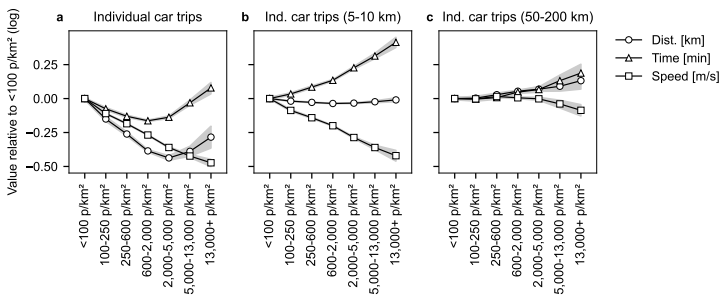 a Individual car trips
b Ind. car trips (5-10 km)
c Ind. car trips (50-200 km)
Value relative to <100 p/km² (log)
0.25
0.00
−0.25
−0.50
<100 p/km²
100-250 p/km²
250-600 p/km²
600-2,000 p/km²
2,000-5,000 p/km²
5,000-13,000 p/km²
13,000+ p/km²
<100 p/km²
100-250 p/km²
250-600 p/km²
600-2,000 p/km²
2,000-5,000 p/km²
5,000-13,000 p/km²
13,000+ p/km²
<100 p/km²
100-250 p/km²
250-600 p/km²
600-2,000 p/km²
2,000-5,000 p/km²
5,000-13,000 p/km²
13,000+ p/km²
Dist. [km]
Time [min]
Speed [m/s]